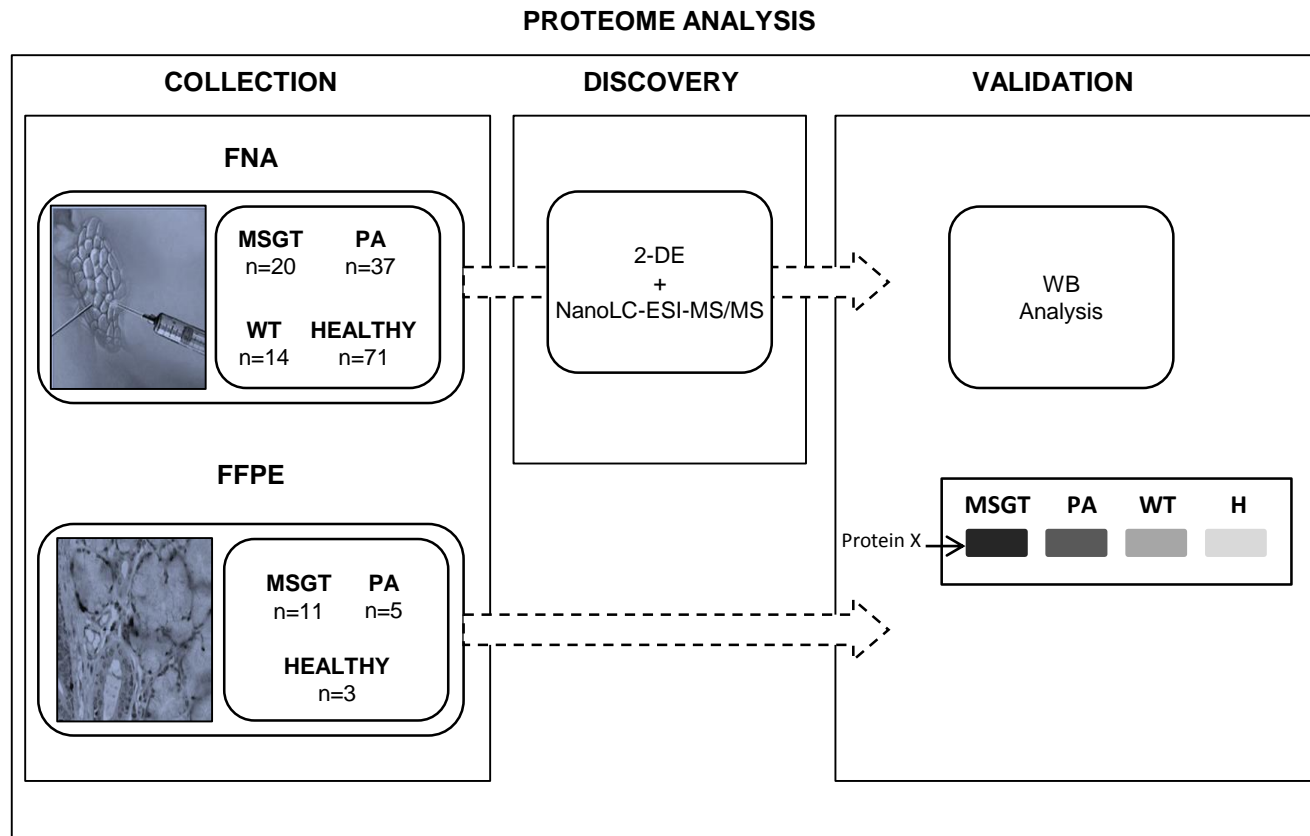 PROTEOME ANALYSIS
COLLECTION
DISCOVERY
VALIDATION
FNA
MSGT PA
n=20 n=37
WT HEALTHY
n=14 n=71
2-DE
+
NanoLC-ESI-MS/MS
WB
Analysis
FFPE
MSGT PA
n=11 n=5
HEALTHY
n=3
MSGT PA WT H
Protein X